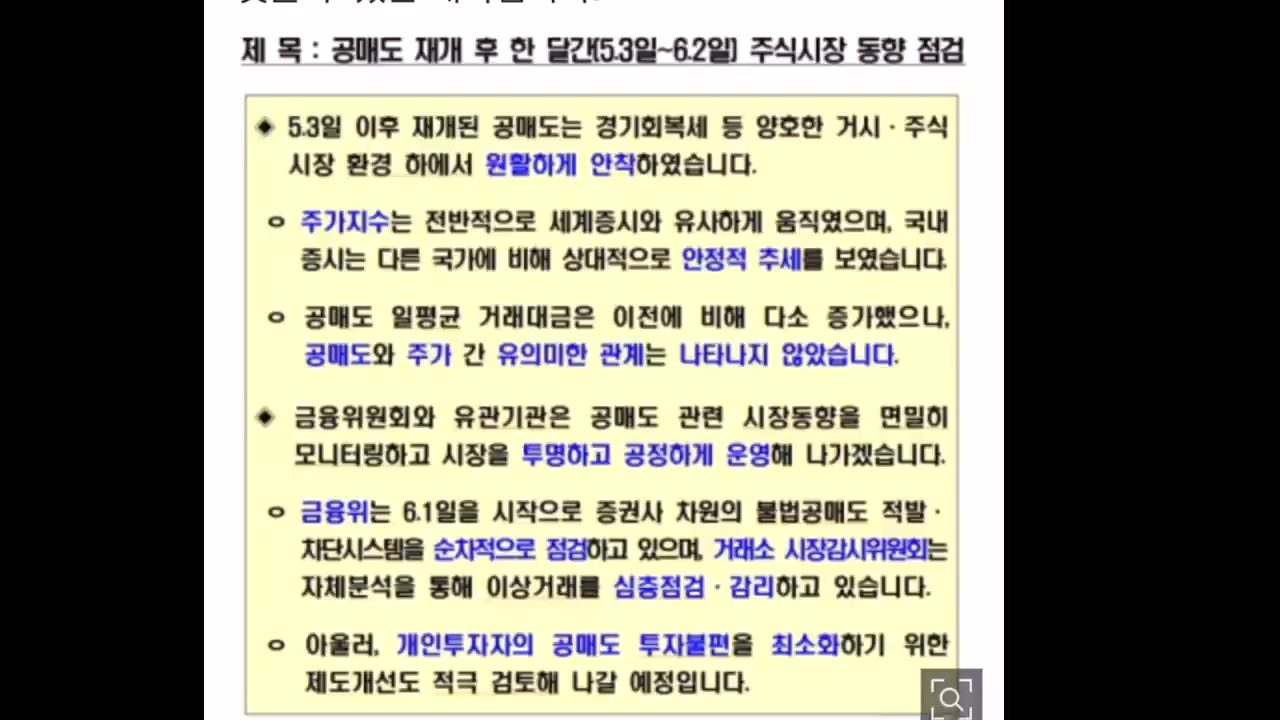 제 목 : 공매도 재개 후 한 달간(5.3일~6.2일) 주식시장 동향 점검
◈ 5.3일 이후 재개된 공매도는 경기회복세 등 양호한 거시·주식
시장 환경 하에서 원활하게 안착하였습니다.
ㅇ 주가지수는 전반적으로 세계증시와 유사하게 움직였으며, 국내
증시는 다른 국가에 비해 상대적으로 안정적 추세를 보였습니다.
ㅇ 공매도 일평균 거래대금은 이전에 비해 다소 증가했으나,
공매도와 주가 간 유의미한 관계는 나타나지 않았습니다.
◈ 금융위원회와 유관기관은 공매도 관련 시장동향을 면밀히
모니터링하고 시장을 투명하고 공정하게 운영해 나가겠습니다.
ㅇ 금융위는 6.1일을 시작으로 증권사 차원의 불법공매도 적발·
차단시스템을 순차적으로 점검하고 있으며, 거래소 시장감시위원회는
자체분석을 통해 이상거래를 심층점검·감리하고 있습니다.
ㅇ 아울러, 개인투자자의 공매도 투자불편을 최소화하기 위한
제도개선도 적극 검토해 나갈 예정입니다.